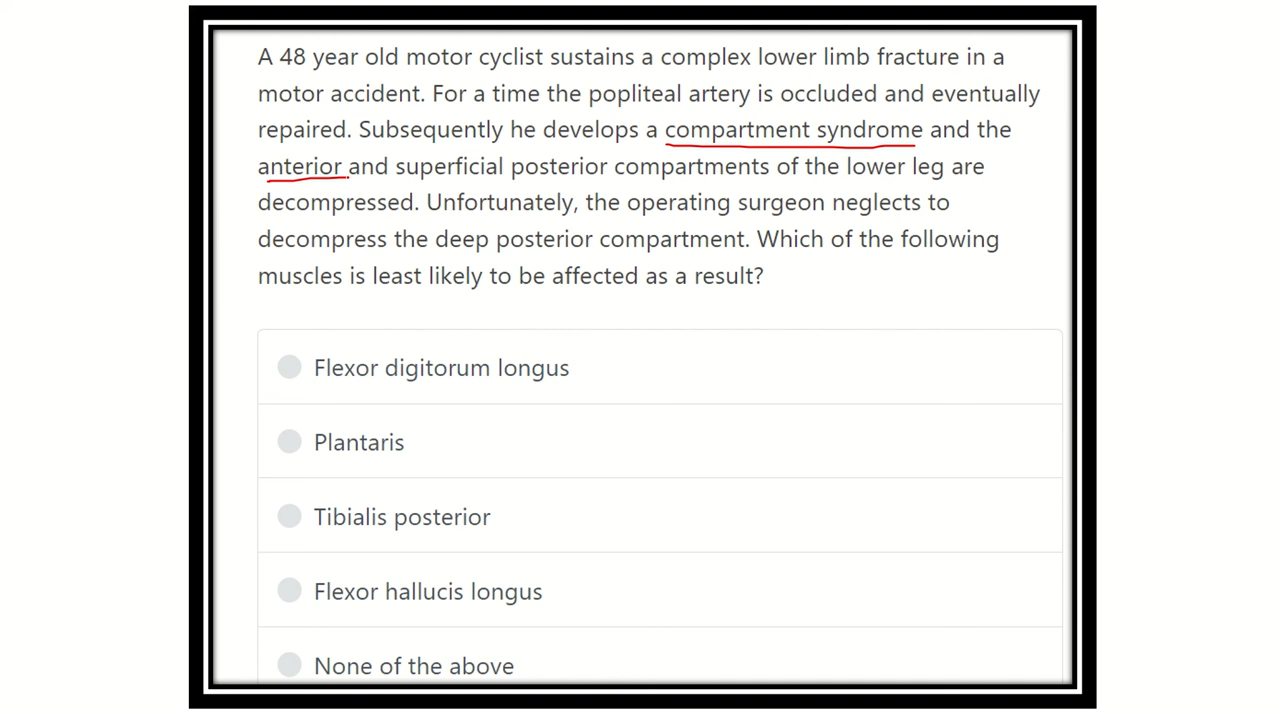 A 48 year old motor cyclist sustains a complex lower limb fracture in a
motor accident. For a time the popliteal artery is occluded and eventually
repaired. Subsequently he develops a compartment syndrome and the
anterior and superficial posterior compartments of the lower leg are
decompressed. Unfortunately, the operating surgeon neglects to
decompress the deep posterior compartment. Which of the following
muscles is least likely to be affected as a result?
Flexor digitorum longus
Plantaris
Tibialis posterior
Flexor hallucis longus
None of the above